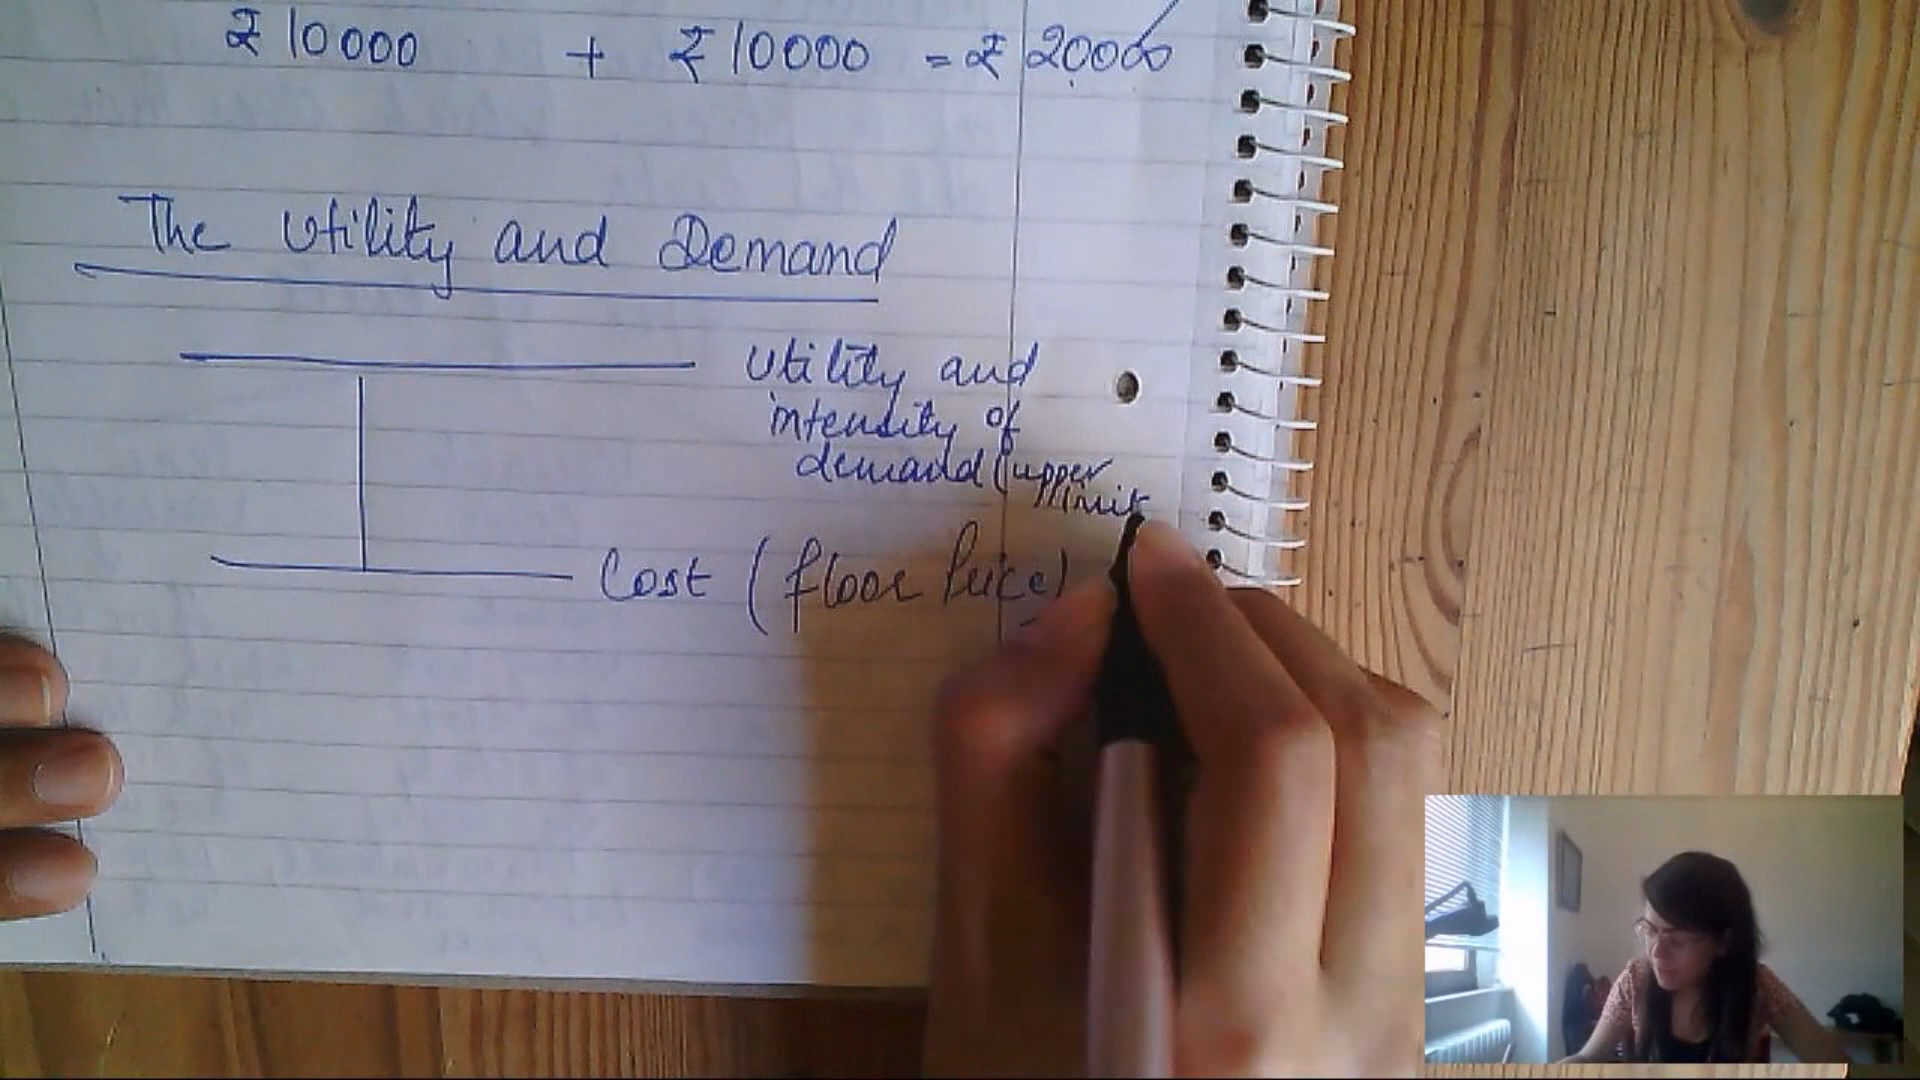 ₹ 10000 + ₹ 10000 = ₹ 20000
The Utility and Demand
Utility and
intensity of
demand (upper
limit
Cost (floor Price)